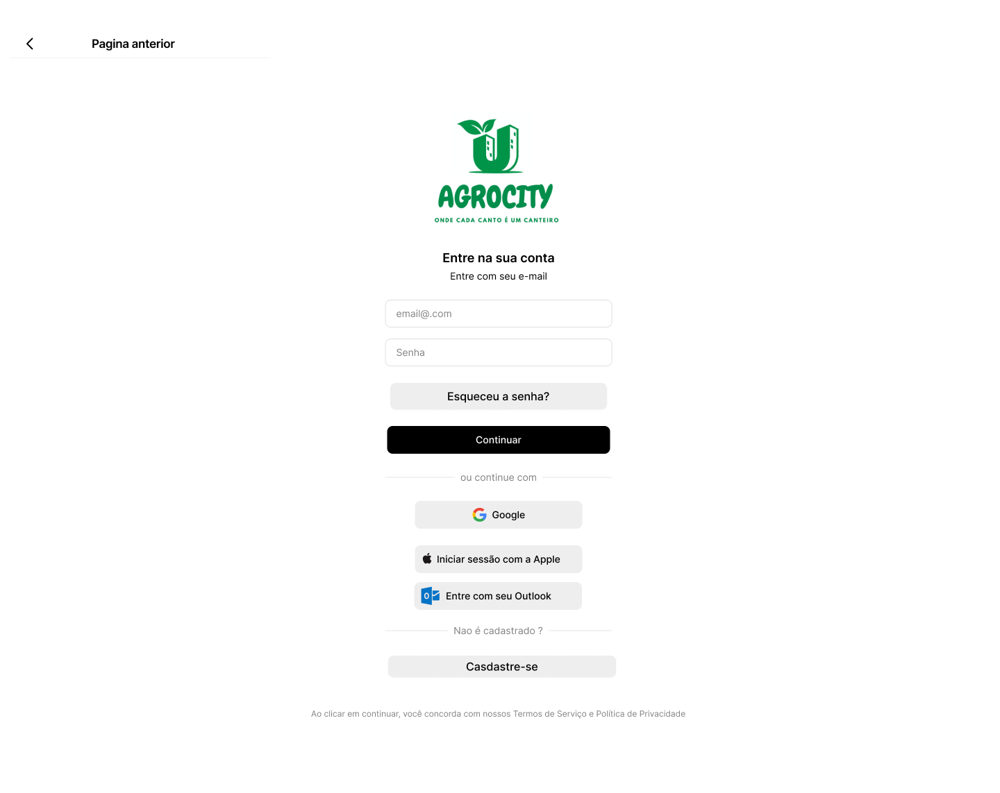 Pagina anterior
AGROCITY
ONDE CADA CANTO É UM CANTEIRO
Entre na sua conta
Entre com seu e-mail
email@.com
Senha
Esqueceu a senha?
Continuar
ou continue com
Google
Iniciar sessão com a Apple
Entre com seu Outlook
Nao é cadastrado ?
Casdastre-se
Ao clicar em continuar, você concorda com nossos Termos de Serviço e Política de Privacidade